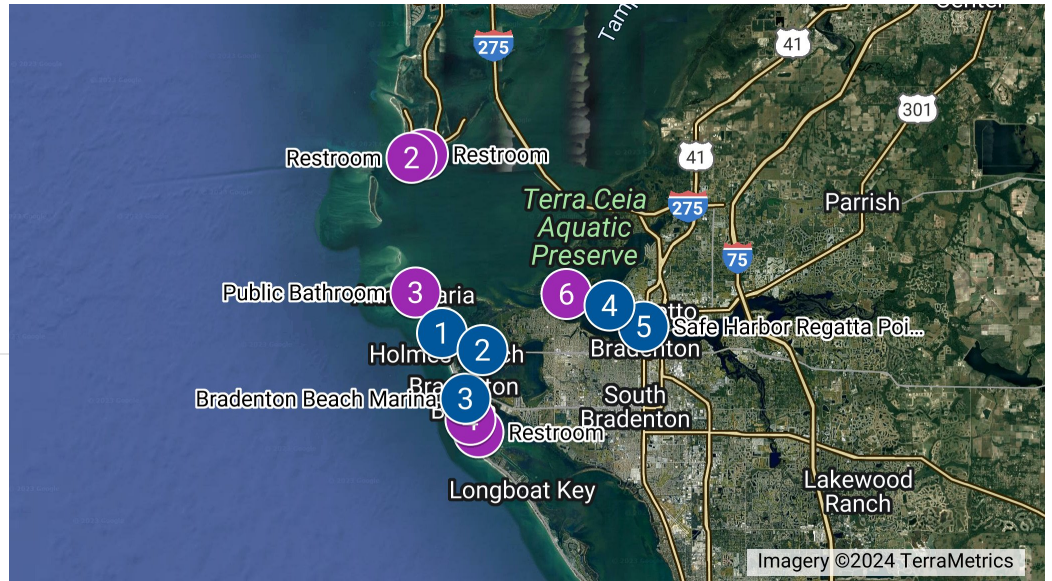 Center
Tamp
275
41
301
Restroom
2
Restroom
41
Terra Ceia
Aquatic
Preserve
275
Parrish
75
Public Bathroom
3
6
4
5
Safe Harbor Regatta Poi...
1
2
Bradenton
Bradenton Beach Marina
3
South
Bradenton
4
Restroom
Longboat Key
Lakewood
Ranch
Imagery ©2024 TerraMetrics